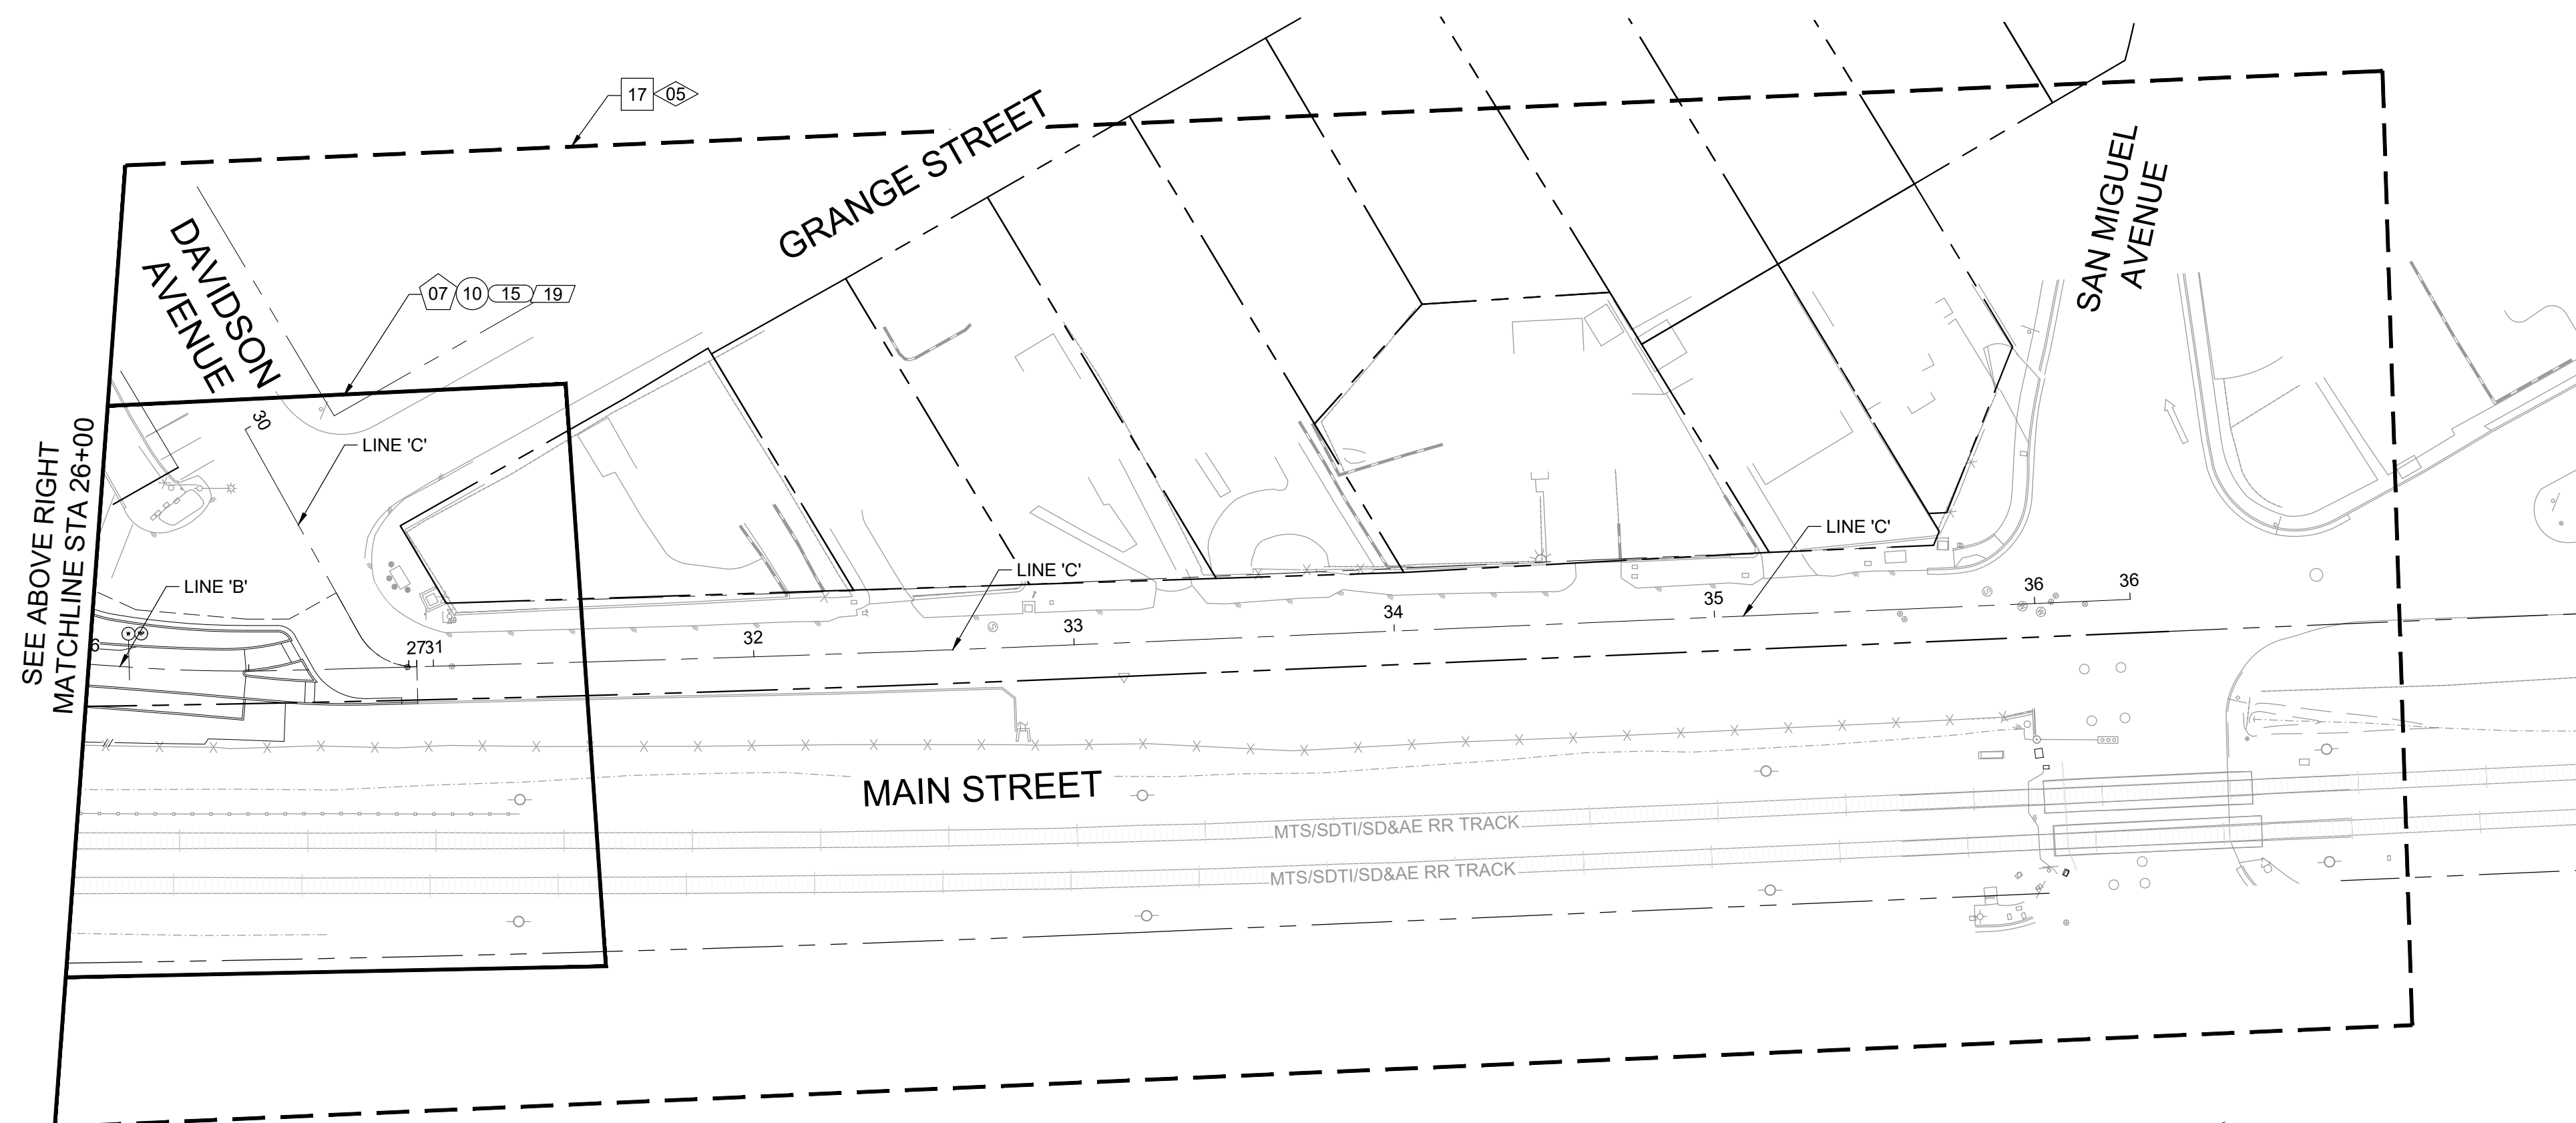 17 05
GRANGE STREET
SAN MIGUEL
AVENUE
DAVIDSON
AVENUE
07 10 15 19
30
LINE 'C'
SEE ABOVE RIGHT
MATCHLINE STA 26+00
LINE 'B'
6
27 31
32
33
34
35
36
36
LINE 'C'
LINE 'C'
MAIN STREET
MTS/SDTI/SD&AE RR TRACK
MTS/SDTI/SD&AE RR TRACK